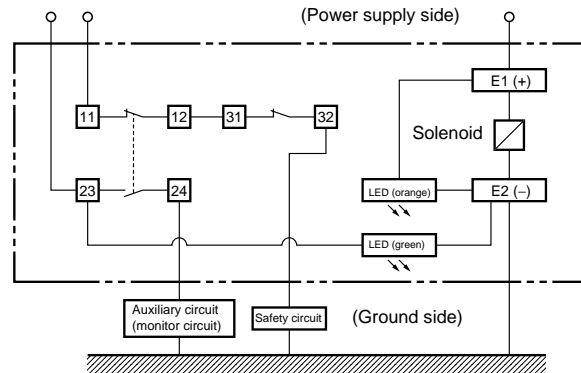 (Power supply side)
E1 (+)
11
12
31
32
Solenoid
23
24
LED (orange)
E2 (–)
LED (green)
Auxiliary circuit
(monitor circuit)
Safety circuit
(Ground side)